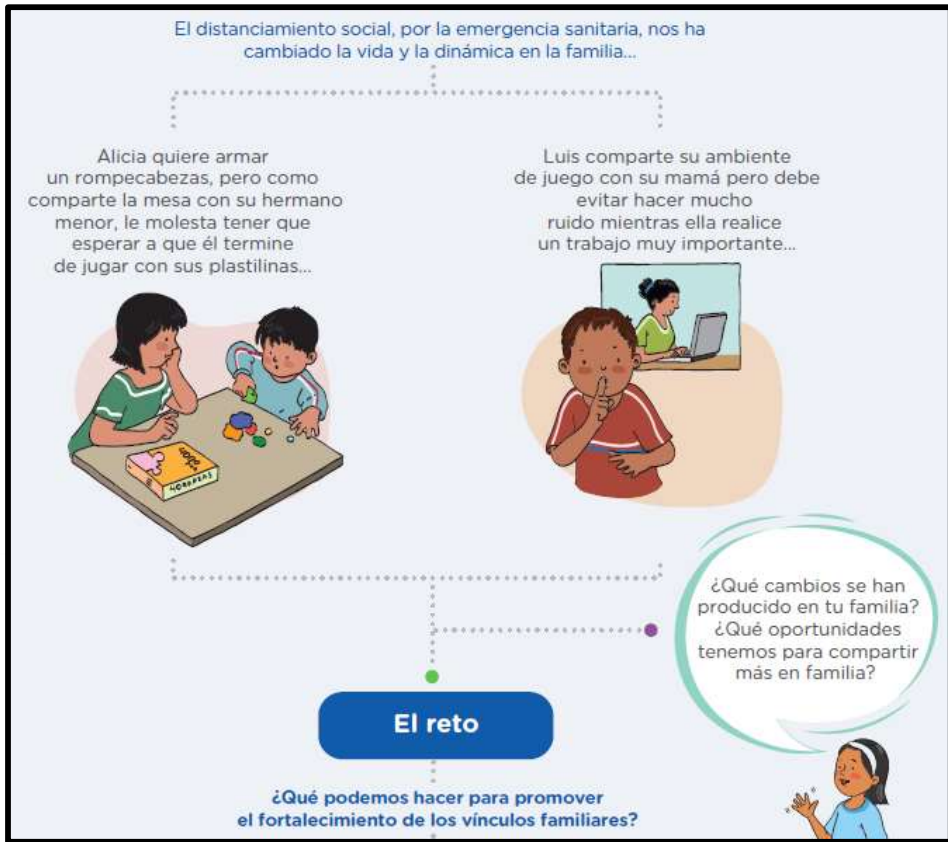 El distanciamiento social, por la emergencia sanitaria, nos ha
cambiado la vida y la dinámica en la familia...
Alicia quiere armar
un rompecabezas, pero como
comparte la mesa con su hermano
menor, le molesta tener que
esperar a que él termine
de jugar con sus plastilinas...
Luis comparte su ambiente
de juego con su mamá pero debe
evitar hacer mucho
ruido mientras ella realice
un trabajo muy importante...
¿Qué cambios se han
producido en tu familia?
¿Qué oportunidades
tenemos para compartir
más en familia?
El reto
¿Qué podemos hacer para promover
el fortalecimiento de los vínculos familiares?